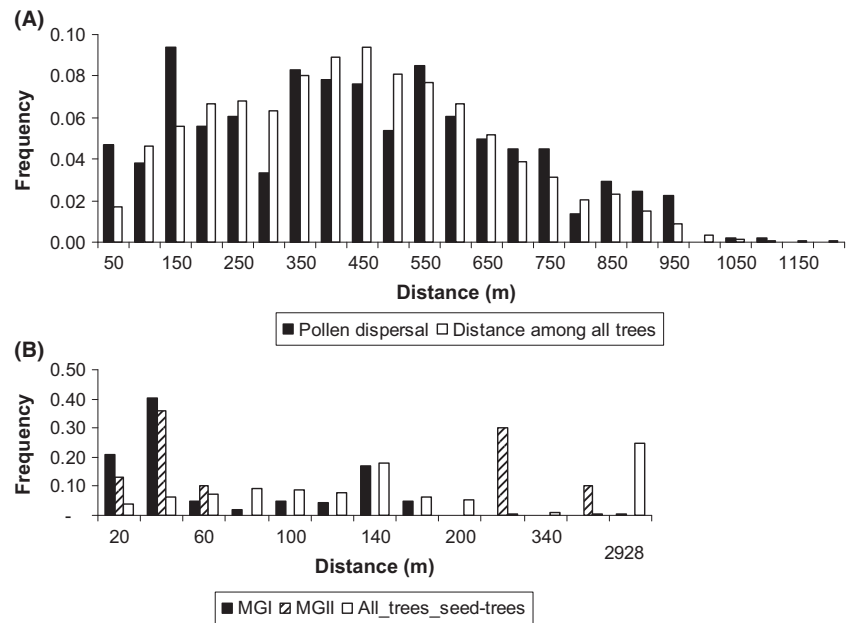 (A)
0.10
0.08
0.06
0.04
0.02
0.00
Frequency
50 150 250 350 450 550 650 750 850 950 1050 1150
Distance (m)
Pollen dispersal Distance among all trees
(B)
0.50
0.40
0.30
0.20
0.10
-
Frequency
20 60 100 140 200 340 2928
Distance (m)
MGI MGII All_trees_seed-trees